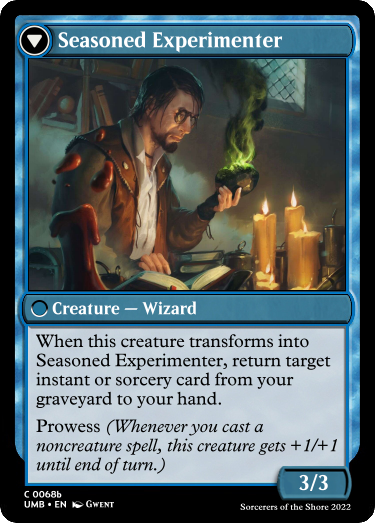 Seasoned Experimenter
Creature — Wizard
When this creature transforms into
Seasoned Experimenter, return target
instant or sorcery card from your
graveyard to your hand.
Prowess (Whenever you cast a
noncreature spell, this creature gets +1/+1
until end of turn.)
3/3
C 0068b
UMB • EN Gwent
Sorcerers of the Shore 2022